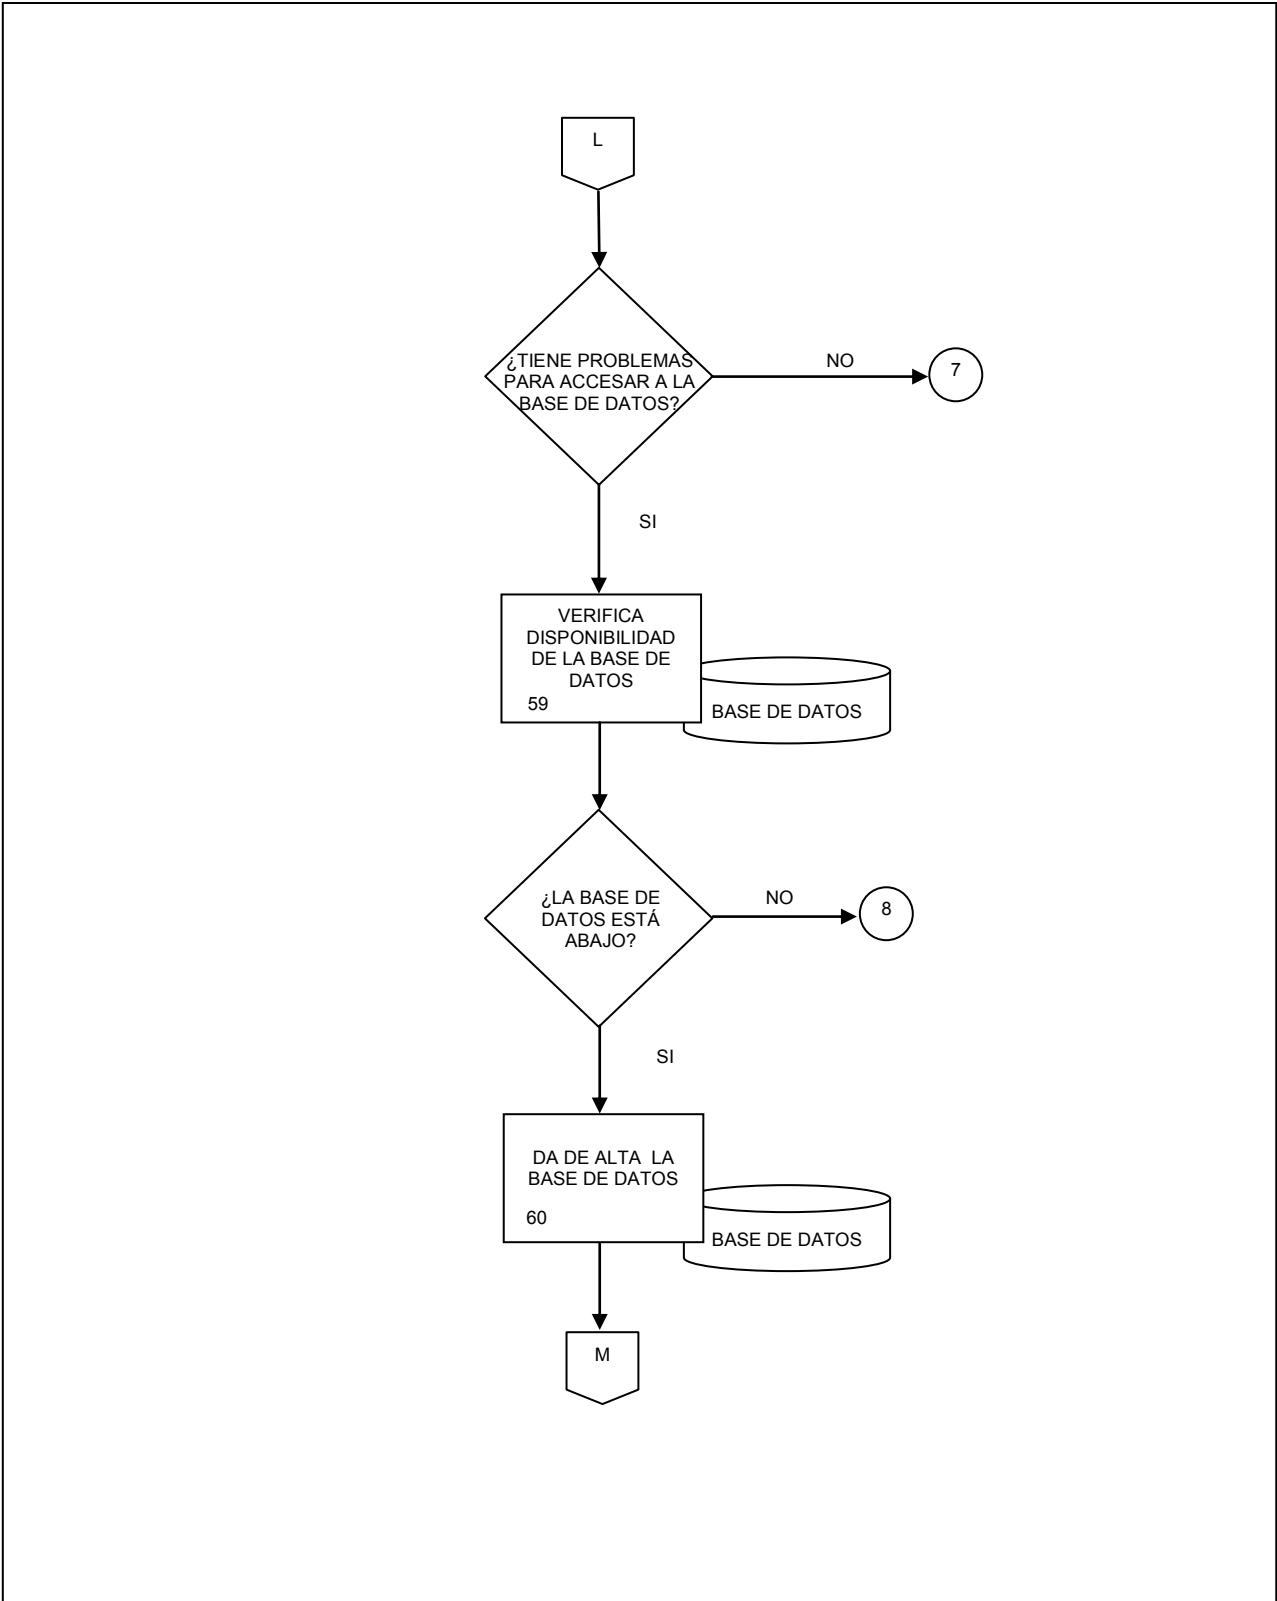 L
¿TIENE PROBLEMAS
PARA ACCESAR A LA
BASE DE DATOS?
NO
7
SI
VERIFICA
DISPONIBILIDAD
DE LA BASE DE
DATOS
59
BASE DE DATOS
¿LA BASE DE
DATOS ESTÁ
ABAJO?
NO
8
SI
DA DE ALTA  LA
BASE DE DATOS
60
BASE DE DATOS
M